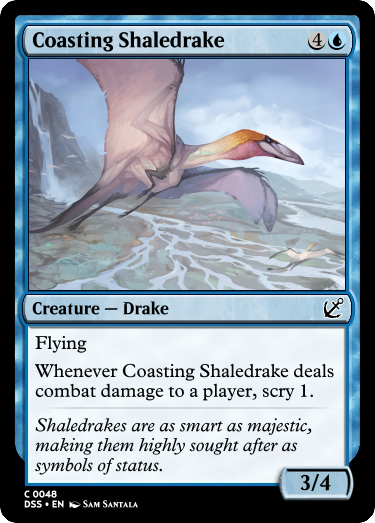 Coasting Shaledrake 4
Creature — Drake
Flying
Whenever Coasting Shaledrake deals
combat damage to a player, scry 1.
Shaledrakes are as smart as majestic,
making them highly sought after as
symbols of status.
3/4
C 0048
DSS • EN Sam Santala